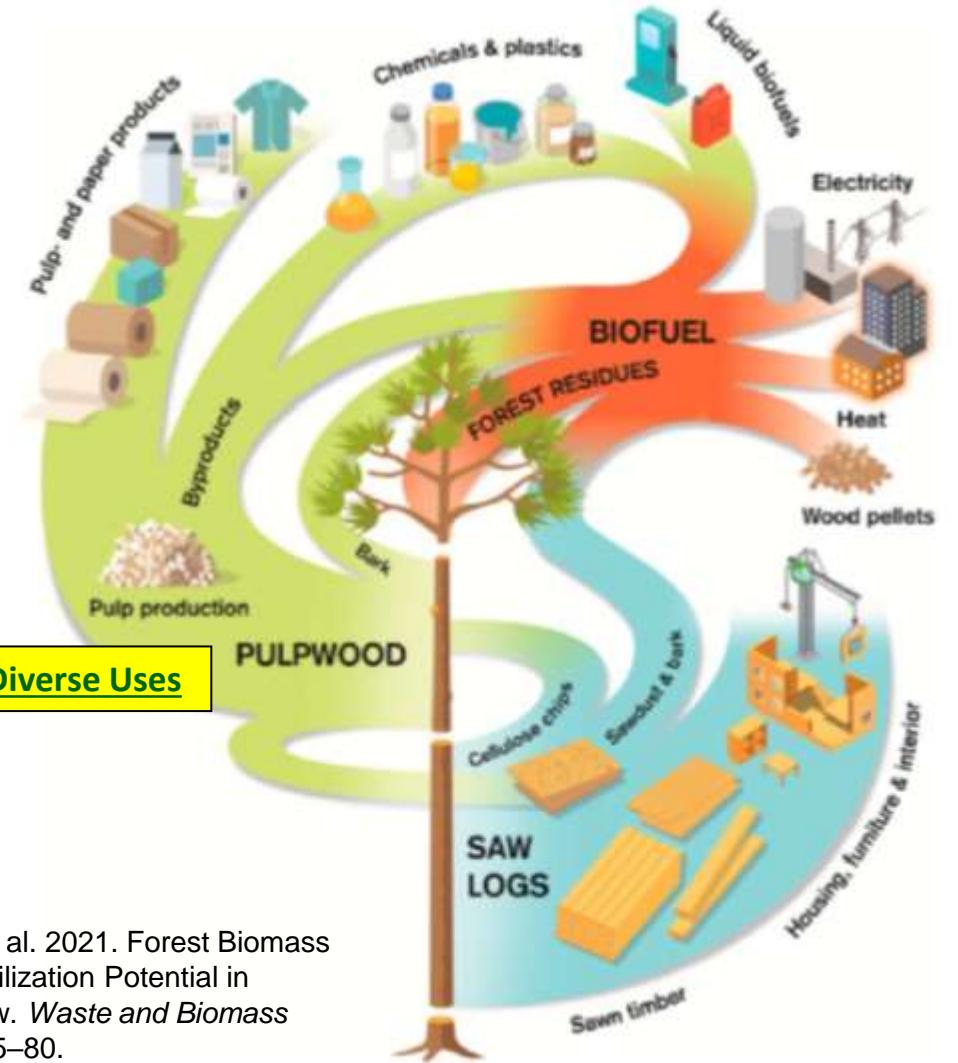 Pulp- and paper products
Chemicals & plastics
Liquid biofuels
Electricity
BIOFUEL
FOREST RESIDUES
Heat
Wood pellets
Byproducts
Bark
Pulp production
PULPWOOD
Diverse Uses
Cellulose chips
Sawdust & bark
SAW
LOGS
Housing, furniture & interior
Sawn timber
al. 2021. Forest Biomass
ilization Potential in
w. Waste and Biomass
5–80.